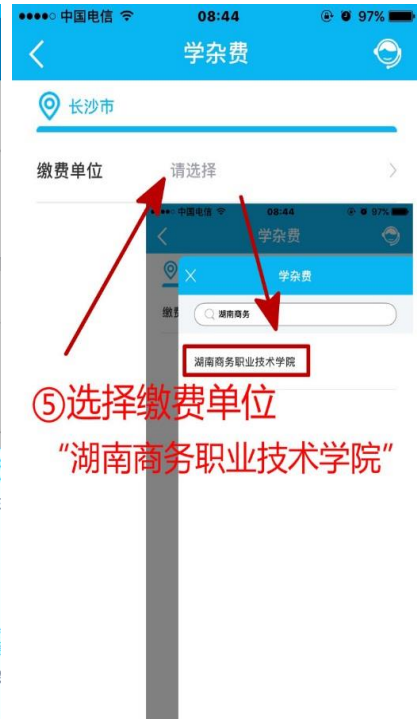 中国电信 08:44 97%
学杂费
长沙市
缴费单位 请选择
中国电信 08:44 97%
学杂费
学杂费
缴费
湖南商务
湖南商务职业技术学院
⑤选择缴费单位
“湖南商务职业技术学院”